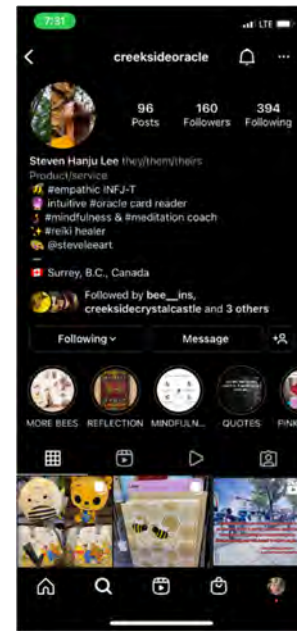 7:31
LTE
creeksideoracle
96 160 394
Posts Followers Following
Steven Hanju Lee they/them/theirs
Product/service
#empathic INFJ-T
intuitive #oracle card reader
#mindfulness & #meditation coach
#reiki healer
@steveleeart
–
Surrey, B.C., Canada
Followed by bee__ins,
creeksidecrystalcastle and 3 others
Following Message
MORE BEES REFLECTION MINDFULN... QUOTES PINK